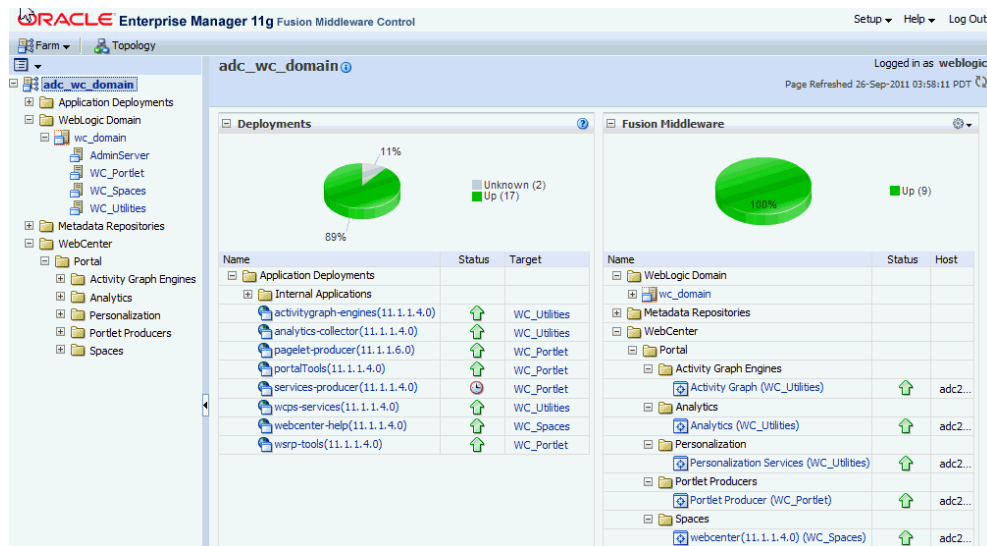 ORACLE Enterprise Manager 11g Fusion Middleware Control
Setup Help Log Out
Farm Topology
adc_wc_domain
Application Deployments
WebLogic Domain
wc_domain
AdminServer
WC_Portlet
WC_Spaces
WC_Utilities
Metadata Repositories
WebCenter
Portal
Activity Graph Engines
Analytics
Personalization
Portlet Producers
Spaces
adc_wc_domain
Logged in as weblogic
Page Refreshed 26-Sep-2011 03:58:11 PDT
Deployments
11%
89%
Unknown (2)
Up (17)
Name Status Target
Application Deployments
Internal Applications
activitygraph-engines(11.1.1.4.0) WC_Utilities
analytics-collector(11.1.1.4.0) WC_Utilities
pagelet-producer(11.1.1.6.0) WC_Portlet
portalTools(11.1.1.4.0) WC_Portlet
services-producer(11.1.1.4.0) WC_Portlet
wcps-services(11.1.1.4.0) WC_Utilities
webcenter-help(11.1.1.4.0) WC_Spaces
wsrp-tools(11.1.1.4.0) WC_Portlet
Fusion Middleware
100%
Up (9)
Name Status Host
WebLogic Domain
wc_domain
Metadata Repositories
WebCenter
Portal
Activity Graph Engines
Activity Graph (WC_Utilities) adc2...
Analytics
Analytics (WC_Utilities) adc2...
Personalization
Personalization Services (WC_Utilities) adc2...
Portlet Producers
Portlet Producer (WC_Portlet) adc2...
Spaces
webcenter(11.1.1.4.0) (WC_Spaces) adc2...